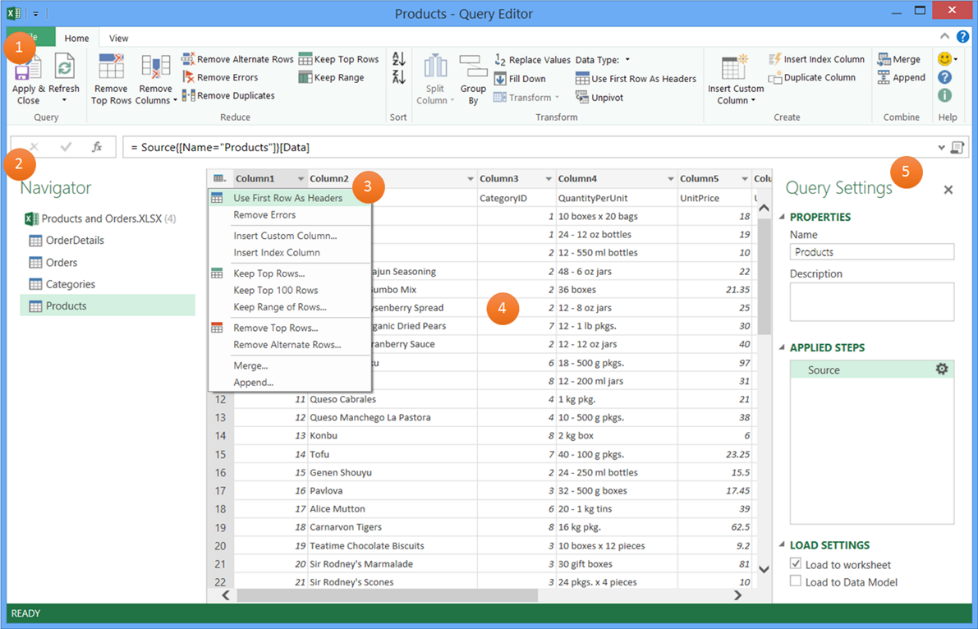 Products - Query Editor
1
Home View
Apply & Close
Refresh
Query
Remove Top Rows
Remove Columns
Remove Alternate Rows
Remove Errors
Remove Duplicates
Keep Top Rows
Keep Range
Reduce
Sort
Split Column
Group By
Replace Values Data Type:
Fill Down
Use First Row As Headers
Transform
Unpivot
Transform
Insert Custom Column
Insert Index Column
Duplicate Column
Create
Merge
Append
Combine
Help
fx = Source{[Name="Products"]}[Data]
2
Navigator
Products and Orders.XLSX (4)
OrderDetails
Orders
Categories
Products
Column1 Column2 Column3 Column4 Column5
3
Use First Row As Headers
Remove Errors
Insert Custom Column...
Insert Index Column
Keep Top Rows...
Keep Top 100 Rows
Keep Range of Rows...
Remove Top Rows...
Remove Alternate Rows...
Merge...
Append...
4
CategoryID QuantityPerUnit UnitPrice
1 10 boxes x 20 bags 18
1 24 - 12 oz bottles 19
2 12 - 550 ml bottles 10
ajun Seasoning 2 48 - 6 oz jars 22
umbo Mix 2 36 boxes 21.35
ysenberry Spread 2 12 - 8 oz jars 25
ganic Dried Pears 7 12 - 1 lb pkgs. 30
ranberry Sauce 2 12 - 12 oz jars 40
ku 6 18 - 500 g pkgs. 97
8 12 - 200 ml jars 31
12 11 Queso Cabrales 4 1 kg pkg. 21
13 12 Queso Manchego La Pastora 4 10 - 500 g pkgs. 38
14 13 Konbu 8 2 kg box 6
15 14 Tofu 7 40 - 100 g pkgs. 23.25
16 15 Genen Shouyu 2 24 - 250 ml bottles 15.5
17 16 Pavlova 3 32 - 500 g boxes 17.45
18 17 Alice Mutton 6 20 - 1 kg tins 39
19 18 Carnarvon Tigers 8 16 kg pkg. 62.5
20 19 Teatime Chocolate Biscuits 3 10 boxes x 12 pieces 9.2
21 20 Sir Rodney's Marmalade 3 30 gift boxes 81
22 21 Sir Rodney's Scones 3 24 pkgs. x 4 pieces 10
5
Query Settings
PROPERTIES
Name
Products
Description
APPLIED STEPS
Source
LOAD SETTINGS
Load to worksheet
Load to Data Model
READY